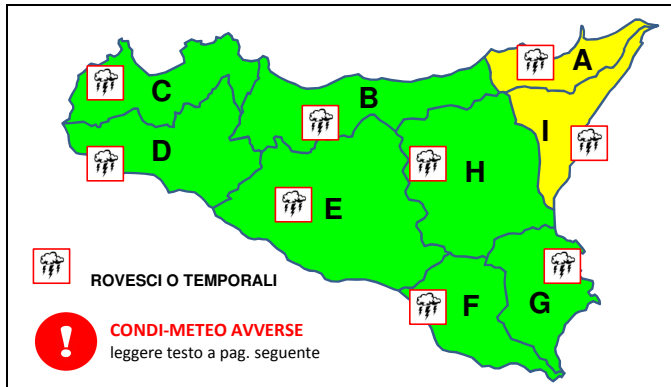 A
C
B
I
D
H
E
ROVESCI O TEMPORALI
F
G
CONDI-METEO AVVERSE
leggere testo a pag. seguente